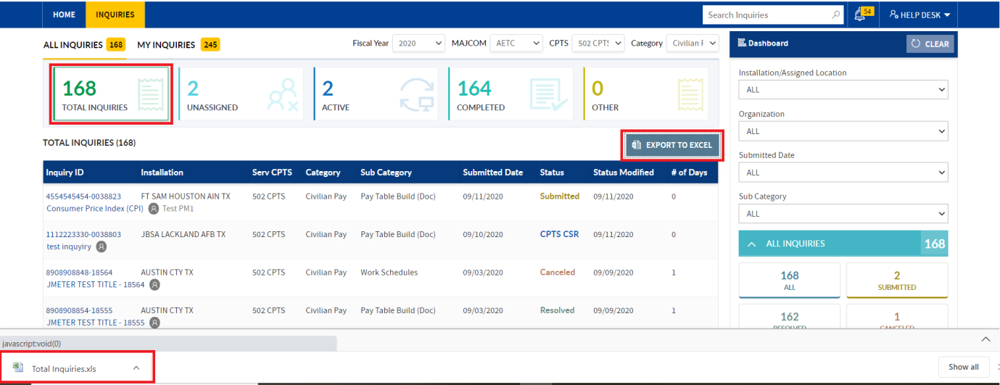 HOME INQUIRIES Search Inquiries 54 HELP DESK
ALL INQUIRIES 168 MY INQUIRIES 245 Fiscal Year 2020 MAJCOM AETC CPTS 502 CPT: Category Civilian F
Dashboard CLEAR
168 TOTAL INQUIRIES
2 UNASSIGNED
2 ACTIVE
164 COMPLETED
0 OTHER
TOTAL INQUIRIES (168) EXPORT TO EXCEL
Inquiry ID Installation Serv CPTS Category Sub Category Submitted Date Status Status Modified # of Days
4554545454-0038823 FT SAM HOUSTON AIN TX 502 CPTS Civilian Pay Pay Table Build (Doc) 09/11/2020 Submitted 09/11/2020 0
Consumer Price Index (CPI) Test PM1
1112223330-0038803 JBSA LACKLAND AFB TX 502 CPTS Civilian Pay Pay Table Build (Doc) 09/10/2020 CPTS CSR 09/11/2020 0
test inquyiry
8908908848-18564 AUSTIN CTY TX 502 CPTS Civilian Pay Work Schedules 09/03/2020 Canceled 09/09/2020 1
JMETER TEST TITLE - 18564
8908908854-18555 AUSTIN CTY TX 502 CPTS Civilian Pay Pay Table Build (Doc) 09/03/2020 Resolved 09/09/2020 1
JMETER TEST TITLE - 18555
Installation/Assigned Location
ALL
Organization
ALL
Submitted Date
ALL
Sub Category
ALL
ALL INQUIRIES 168
168 ALL
2 SUBMITTED
162 RESOLVED
1 CANCELED
javascript:void(0)
Total Inquiries.xls Show all